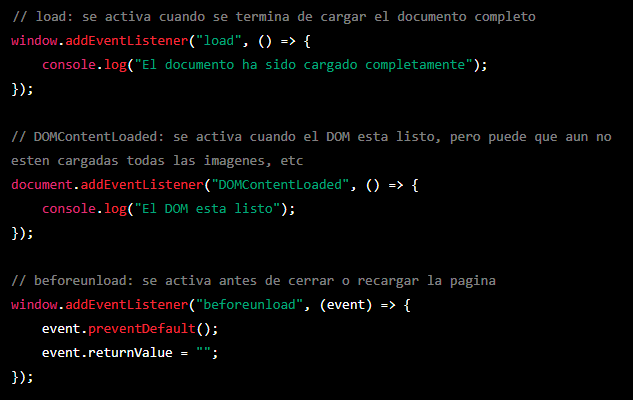 // load: se activa cuando se termina de cargar el documento completo
window.addEventListener("load", () => {
    console.log("El documento ha sido cargado completamente");
});

// DOMContentLoaded: se activa cuando el DOM esta listo, pero puede que aun no
esten cargadas todas las imagenes, etc
document.addEventListener("DOMContentLoaded", () => {
    console.log("El DOM esta listo");
});

// beforeunload: se activa antes de cerrar o recargar la pagina
window.addEventListener("beforeunload", (event) => {
    event.preventDefault();
    event.returnValue = "";
});